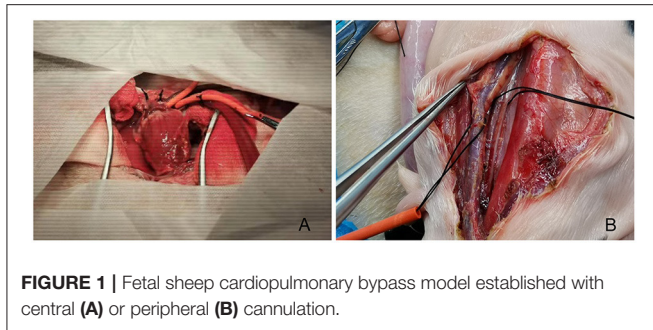 A
B
FIGURE 1 | Fetal sheep cardiopulmonary bypass model established with
central (A) or peripheral (B) cannulation.